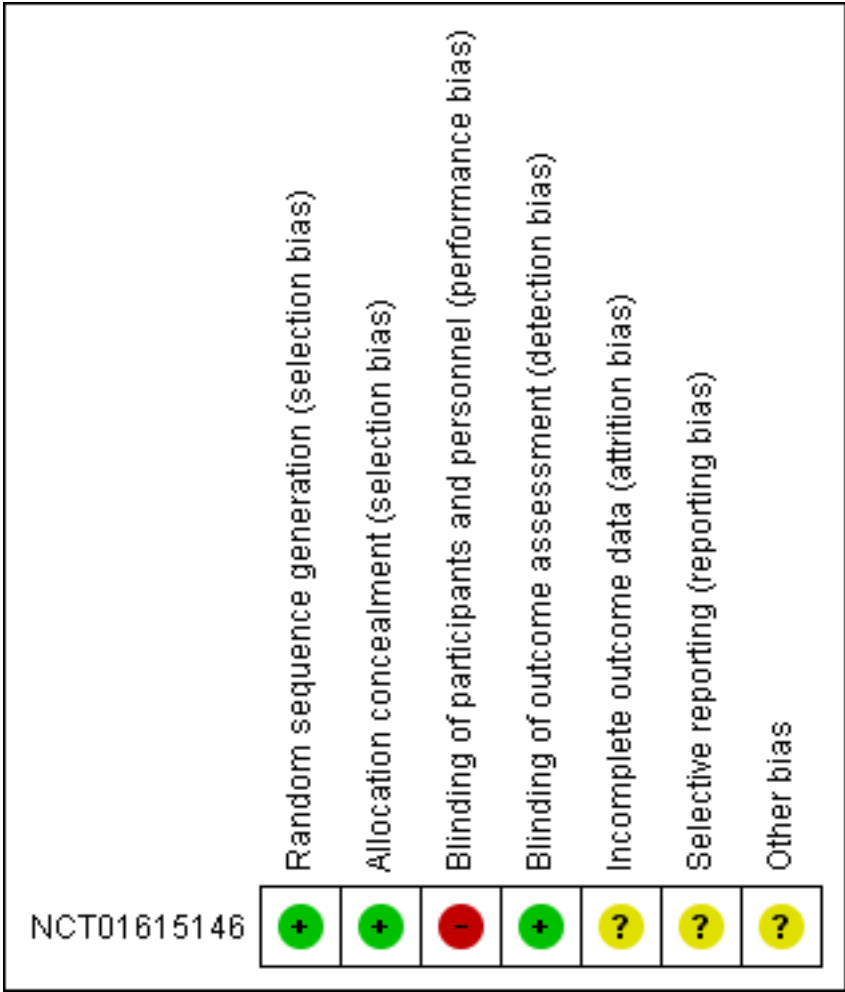 Random sequence generation (selection bias)
Allocation concealment (selection bias)
Blinding of participants and personnel (performance bias)
Blinding of outcome assessment (detection bias)
Incomplete outcome data (attrition bias)
Selective reporting (reporting bias)
Other bias
NCT01615146 + + - + ? ? ?